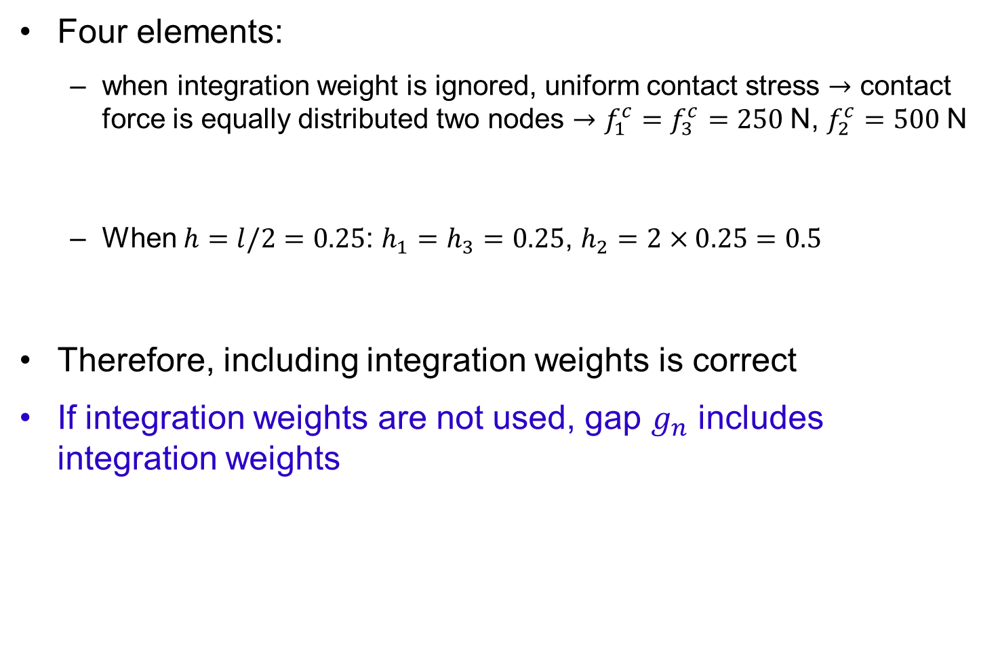 • Four elements:
– when integration weight is ignored, uniform contact stress → contact
force is equally distributed two nodes → $f_1^c = f_3^c = 250$ N, $f_2^c = 500$ N
– When $h = l/2 = 0.25$: $h_1 = h_3 = 0.25$, $h_2 = 2 \times 0.25 = 0.5$
• Therefore, including integration weights is correct
• If integration weights are not used, gap $g_n$ includes
integration weights